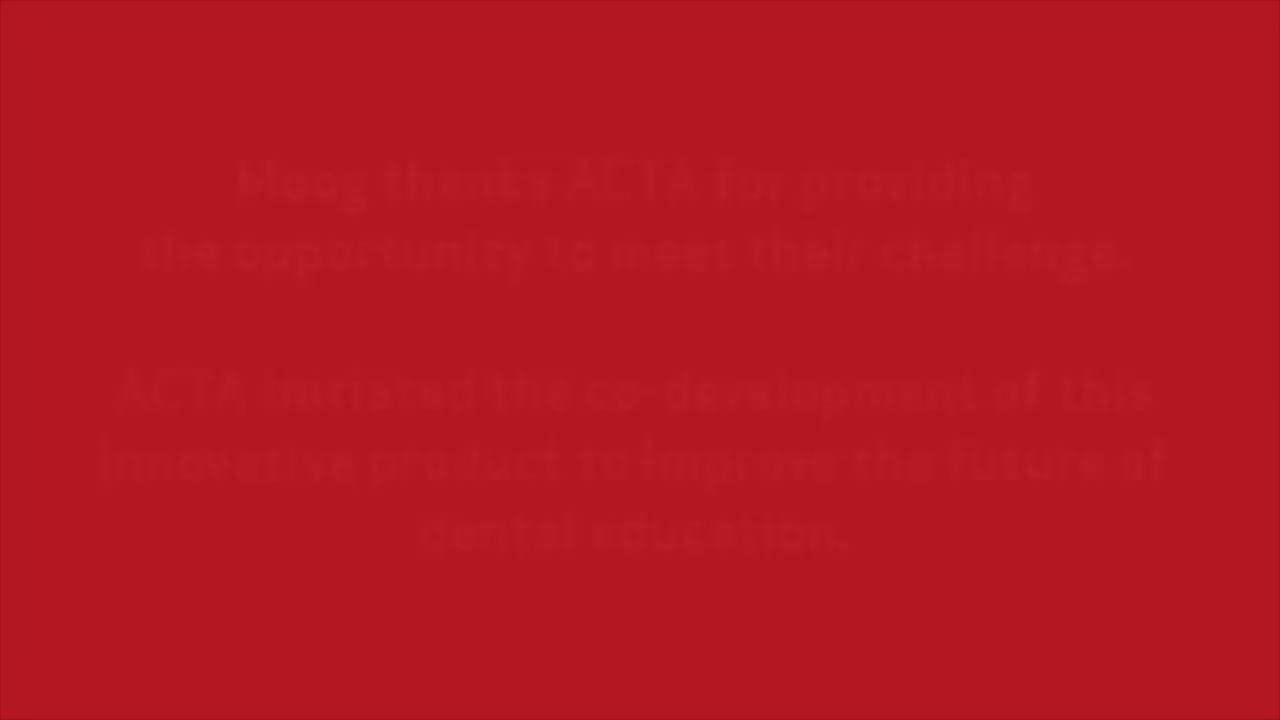 Moog thanks ACTA for providing
the opportunity to meet their challenge.
ACTA initiated the co-development of this
innovative product to improve the future of
dental education.